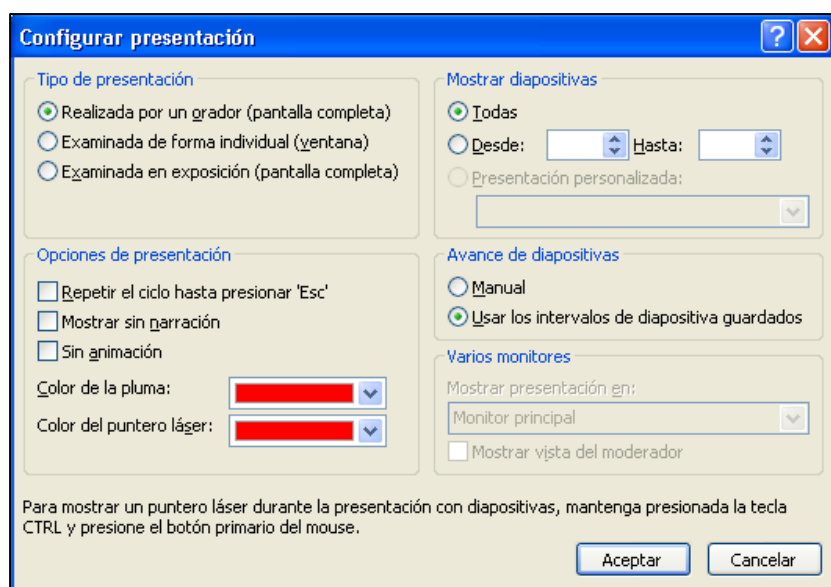 Configurar presentación
Tipo de presentación
Realizada por un orador (pantalla completa)
Examinada de forma individual (ventana)
Examinada en exposición (pantalla completa)
Mostrar diapositivas
Todas
Desde: Hasta:
Presentación personalizada:
Opciones de presentación
Repetir el ciclo hasta presionar 'Esc'
Mostrar sin narración
Sin animación
Color de la pluma:
Color del puntero láser:
Avance de diapositivas
Manual
Usar los intervalos de diapositiva guardados
Varios monitores
Mostrar presentación en:
Monitor principal
Mostrar vista del moderador
Para mostrar un puntero láser durante la presentación con diapositivas, mantenga presionada la tecla
CTRL y presione el botón primario del mouse.
Aceptar Cancelar